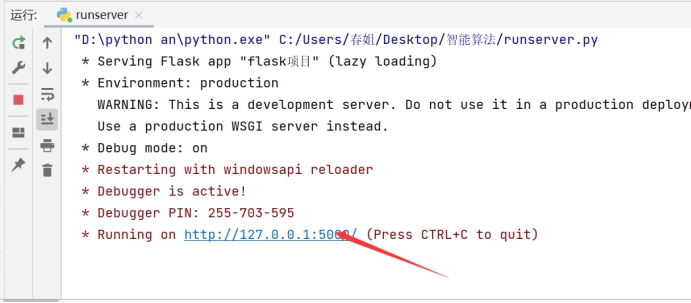 运行: runserver
"D:\python an\python.exe" C:/Users/春姐/Desktop/智能算法/runserver.py
* Serving Flask app "flask项目" (lazy loading)
* Environment: production
WARNING: This is a development server. Do not use it in a production deploym
Use a production WSGI server instead.
* Debug mode: on
* Restarting with windowsapi reloader
* Debugger is active!
* Debugger PIN: 255-703-595
* Running on http://127.0.0.1:5000/ (Press CTRL+C to quit)